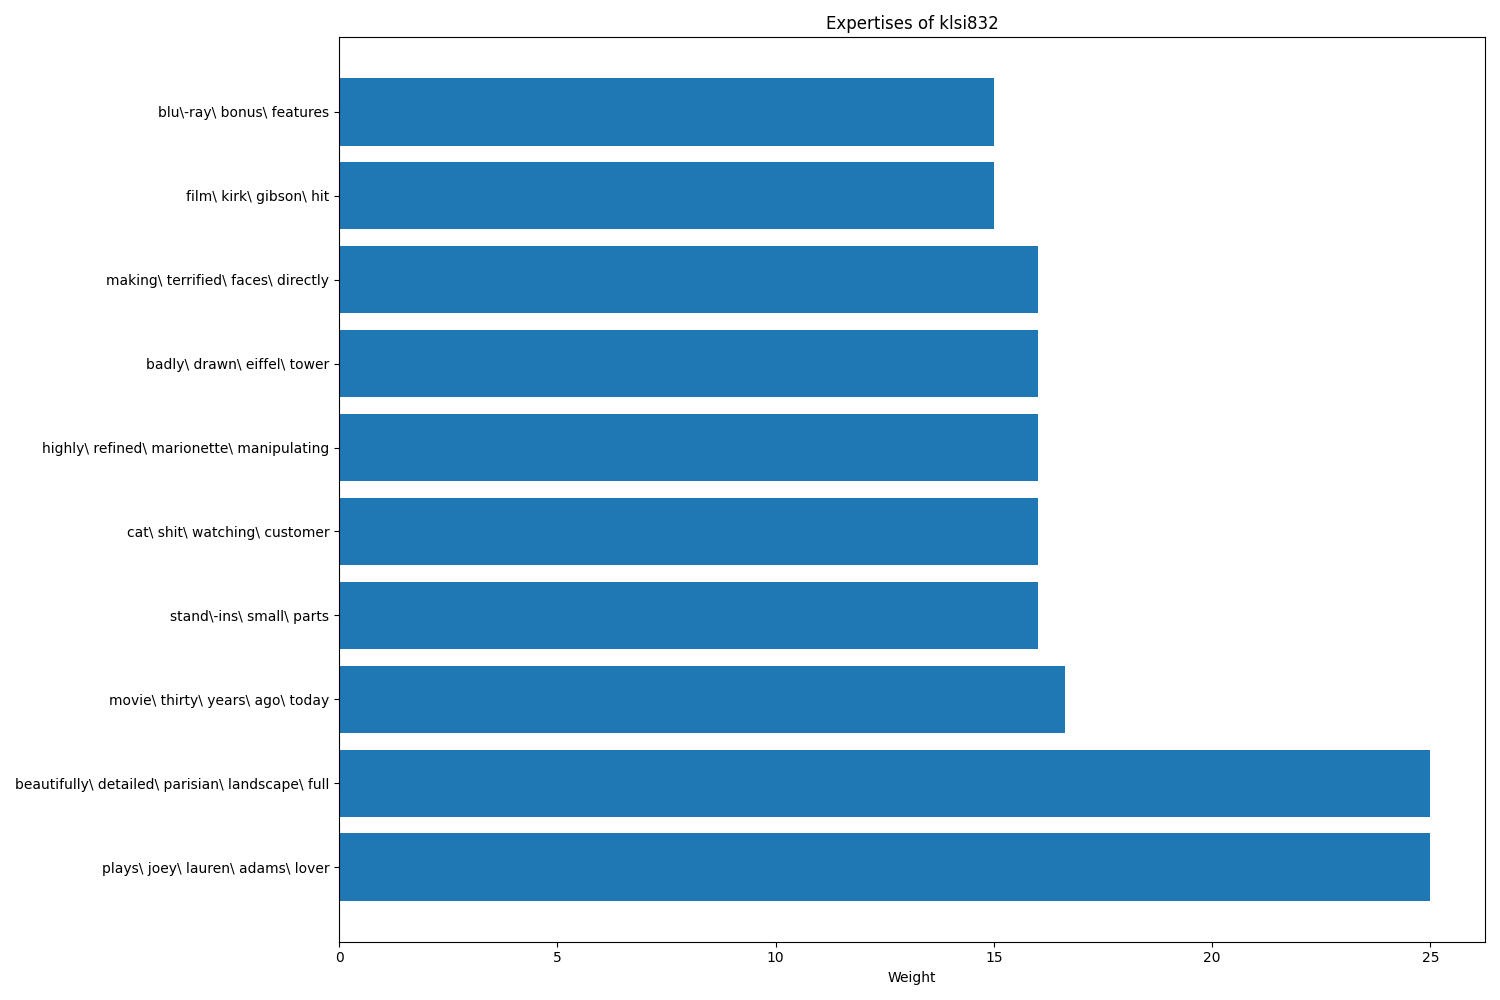 Expertises of klsi832
blu\-ray\ bonus\ features
film\ kirk\ gibson\ hit
making\ terrified\ faces\ directly
badly\ drawn\ eiffel\ tower
highly\ refined\ marionette\ manipulating
cat\ shit\ watching\ customer
stand\-ins\ small\ parts
movie\ thirty\ years\ ago\ today
beautifully\ detailed\ parisian\ landscape\ full
plays\ joey\ lauren\ adams\ lover
0 5 10 15 20 25
Weight